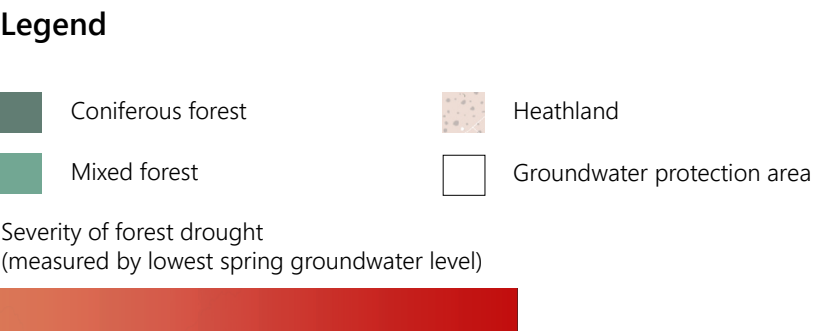 Legend
Coniferous forest
Heathland
Mixed forest
Groundwater protection area
Severity of forest drought
(measured by lowest spring groundwater level)